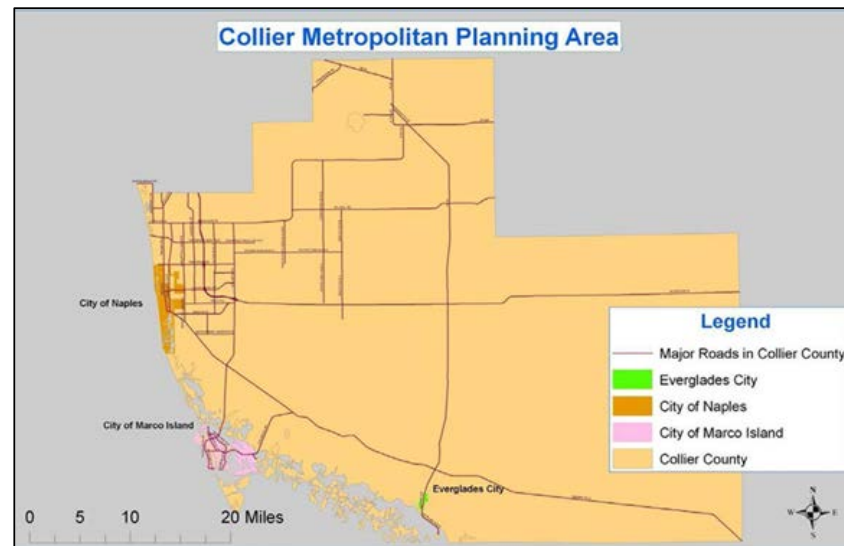 Collier Metropolitan Planning Area
City of Naples
City of Marco Island
Everglades City
Legend
Major Roads in Collier County
Everglades City
City of Naples
City of Marco Island
Collier County
0 5 10 20 Miles
N
W E
S